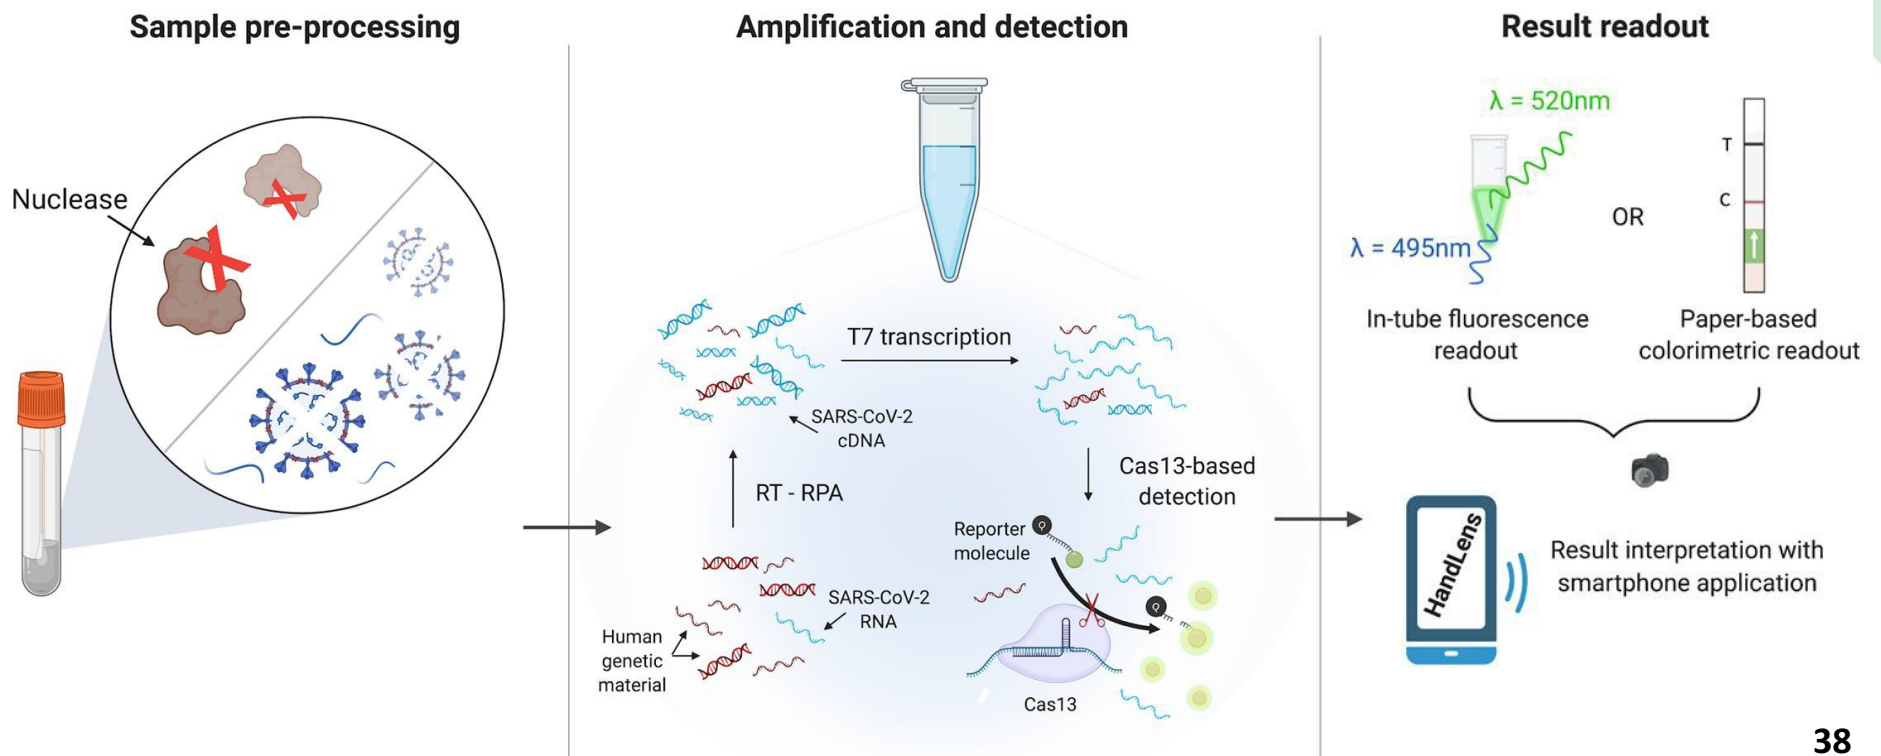 Sample pre-processing
Nuclease
Amplification and detection
T7 transcription
SARS-CoV-2
cDNA
RT - RPA
Cas13-based
detection
Reporter
molecule
Q
Q
SARS-CoV-2
RNA
Human
genetic
material
Cas13
Result readout
λ = 520nm
λ = 495nm
OR
T
C
In-tube fluorescence
readout
Paper-based
colorimetric readout
HandLens
Result interpretation with
smartphone application
38